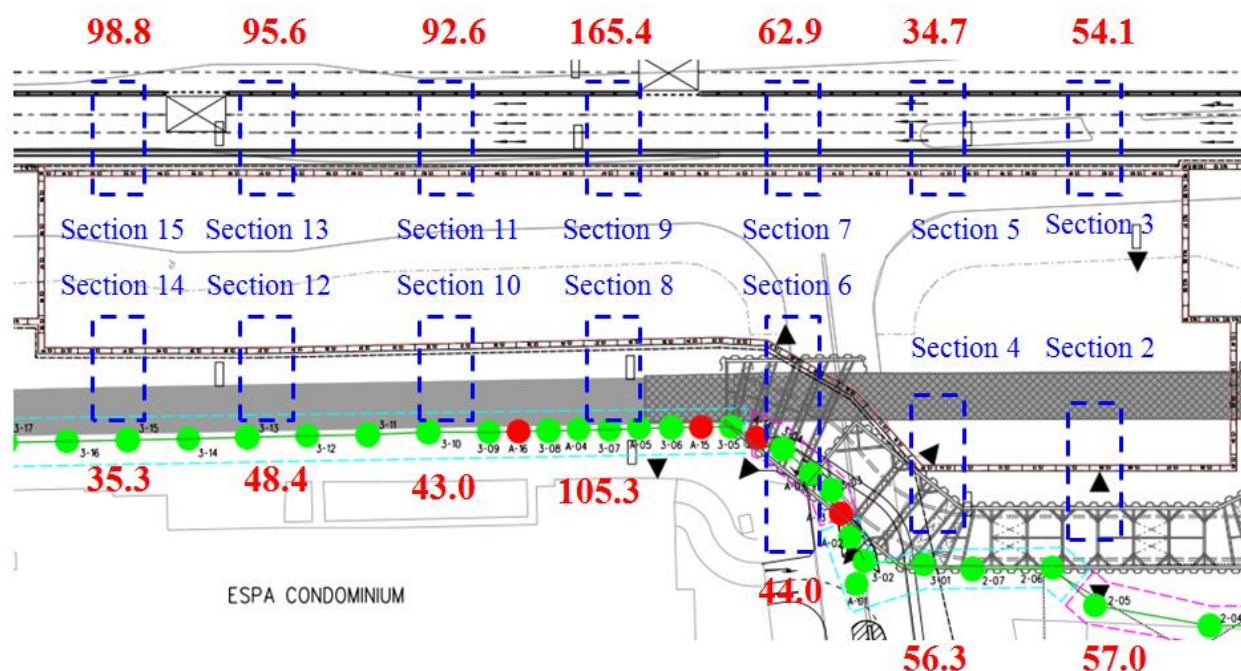 98.8 95.6 92.6 165.4 62.9 34.7 54.1
Section 15 Section 13 Section 11 Section 9 Section 7 Section 5 Section 3
Section 14 Section 12 Section 10 Section 8 Section 6
Section 4 Section 2
3-17 3-16 3-15 3-14 3-13 3-12 3-11 3-10 3-09 A-16 3-08 A-04 3-07 A-05 3-06 A-15 3-05
3-03
A-02
3-02 3-01 2-07 2-06
A-01
2-05 2-04
35.3 48.4 43.0 105.3
44.0
ESPA CONDOMINIUM
56.3 57.0